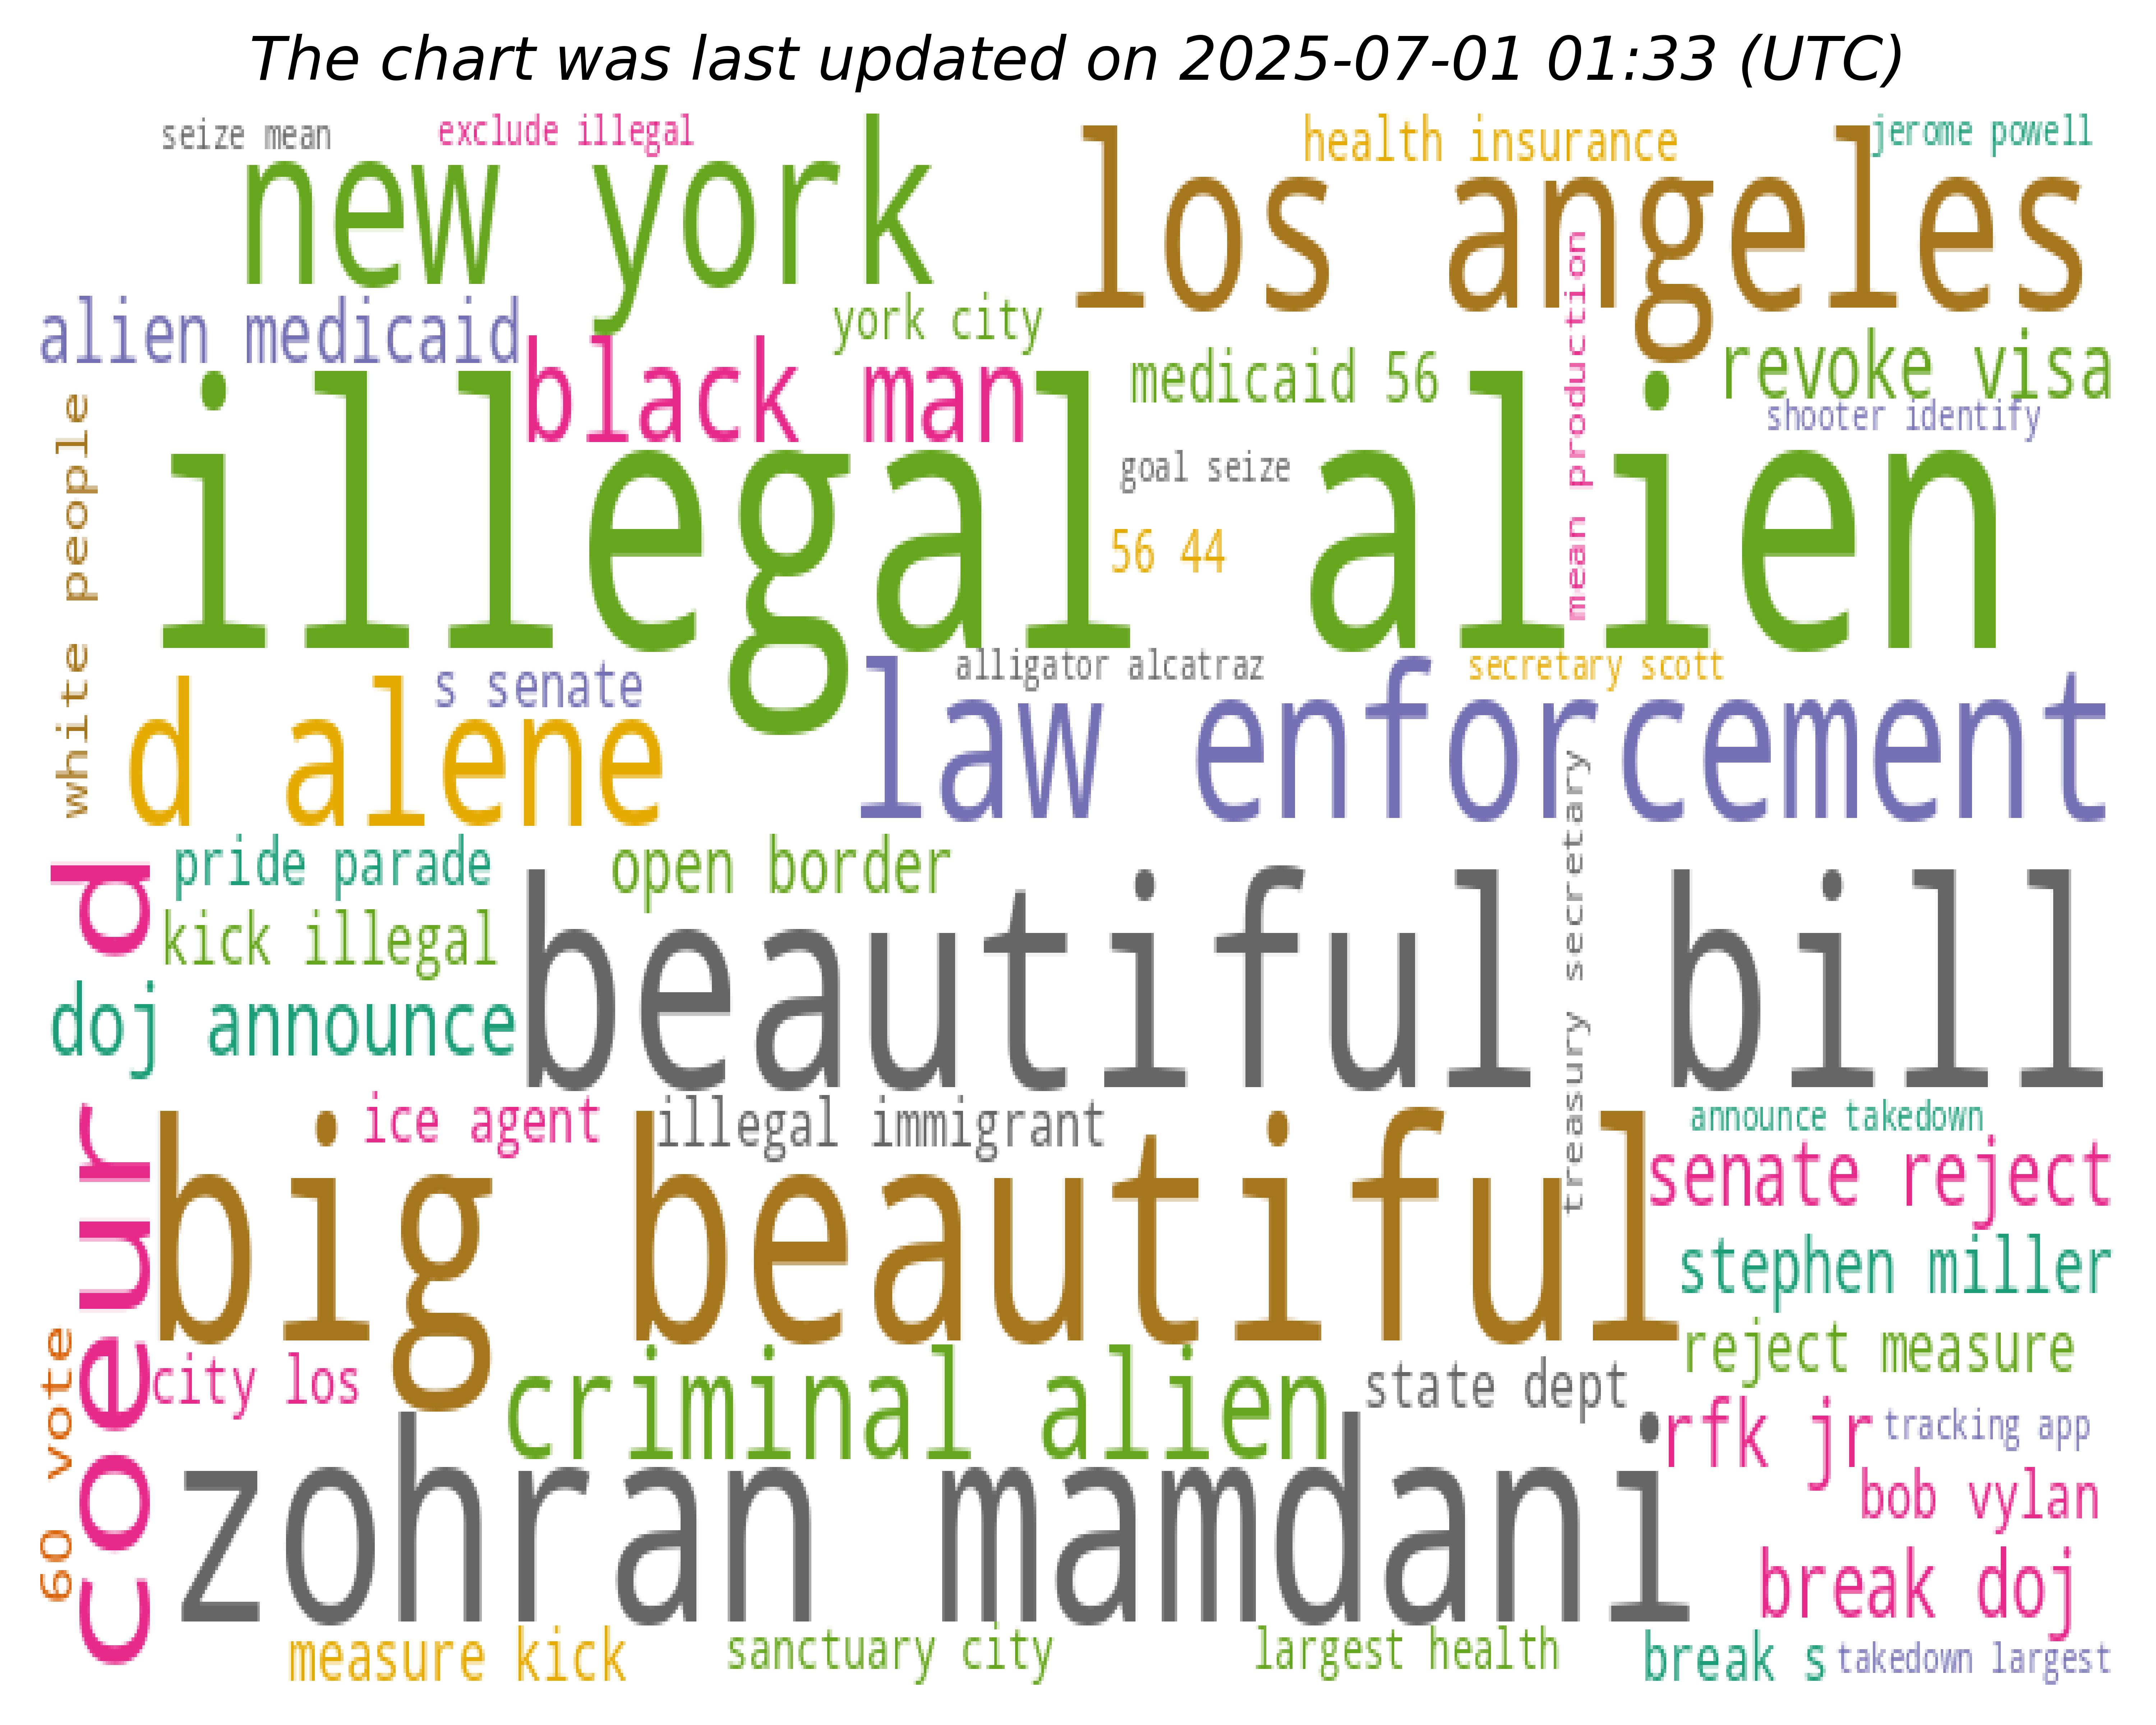 The chart was last updated on 2025-07-01 01:33 (UTC)
seize mean
exclude illegal
health insurance
jerome powell
new york
los angeles
alien medicaid
york city
revoke visa
black man
medicaid 56
shooter identify
white people
illegal alien
goal seize
mean production
56 44
s senate
alligator alcatraz
secretary scott
d alene
law enforcement
treasury secretary
pride parade
open border
coeur d
kick illegal
beautiful bill
doj announce
ice agent
illegal immigrant
announce takedown
big beautiful
senate reject
stephen miller
60 vote
city los
criminal alien
state dept
reject measure
rfk jr
tracking app
zohran mamdani
bob vylan
break doj
measure kick
sanctuary city
largest health
break s
takedown largest